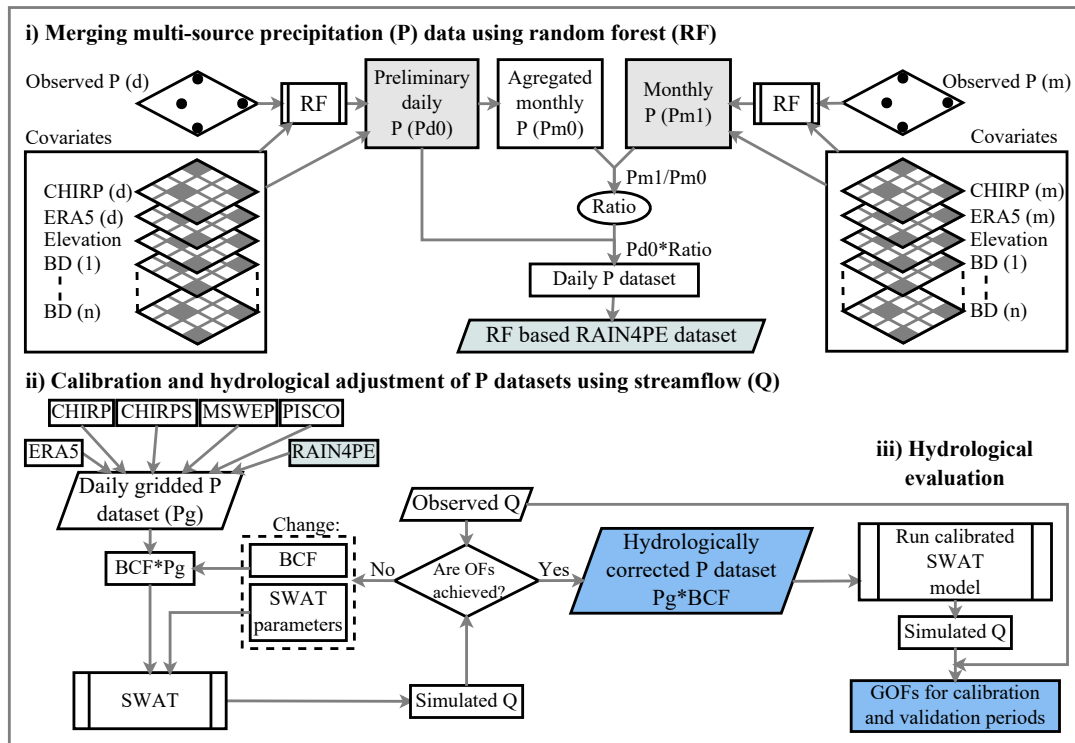 i) Merging multi-source precipitation (P) data using random forest (RF)
Observed P (d)
RF
Preliminary
daily
P (Pd0)
Agregated
monthly
P (Pm0)
Monthly
P (Pm1)
RF
Observed P (m)
Covariates
CHIRP (d)
ERA5 (d)
Elevation
BD (1)
BD (n)
Pm1/Pm0
Ratio
Pd0*Ratio
Daily P dataset
RF based RAIN4PE dataset
Covariates
CHIRP (m)
ERA5 (m)
Elevation
BD (1)
BD (n)
ii) Calibration and hydrological adjustment of P datasets using streamflow (Q)
CHIRP
CHIRPS
MSWEP
PISCO
ERA5
RAIN4PE
Daily gridded P
dataset (Pg)
BCF*Pg
Change:
BCF
SWAT
parameters
SWAT
Simulated Q
Observed Q
Are OFs
achieved?
No
Yes
Hydrologically
corrected P dataset
Pg*BCF
iii) Hydrological
evaluation
Run calibrated
SWAT
model
Simulated Q
GOFs for calibration
and validation periods